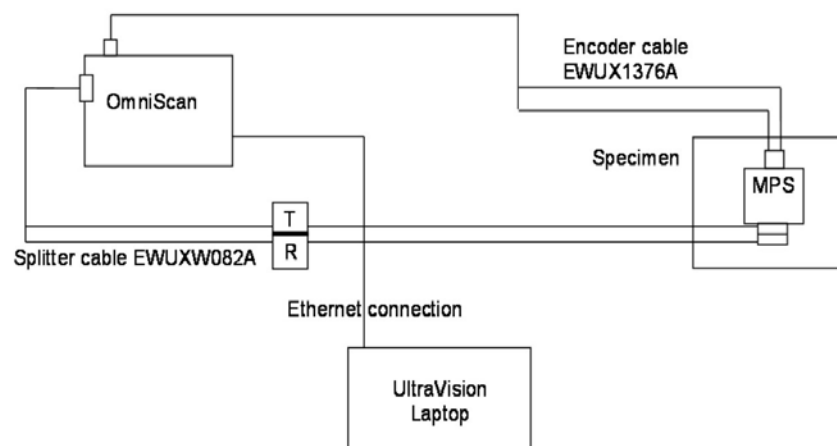 Encoder cable
EWUX1376A
OmniScan
Specimen
MPS
T
R
Splitter cable EWUXW082A
Ethernet connection
UltraVision
Laptop